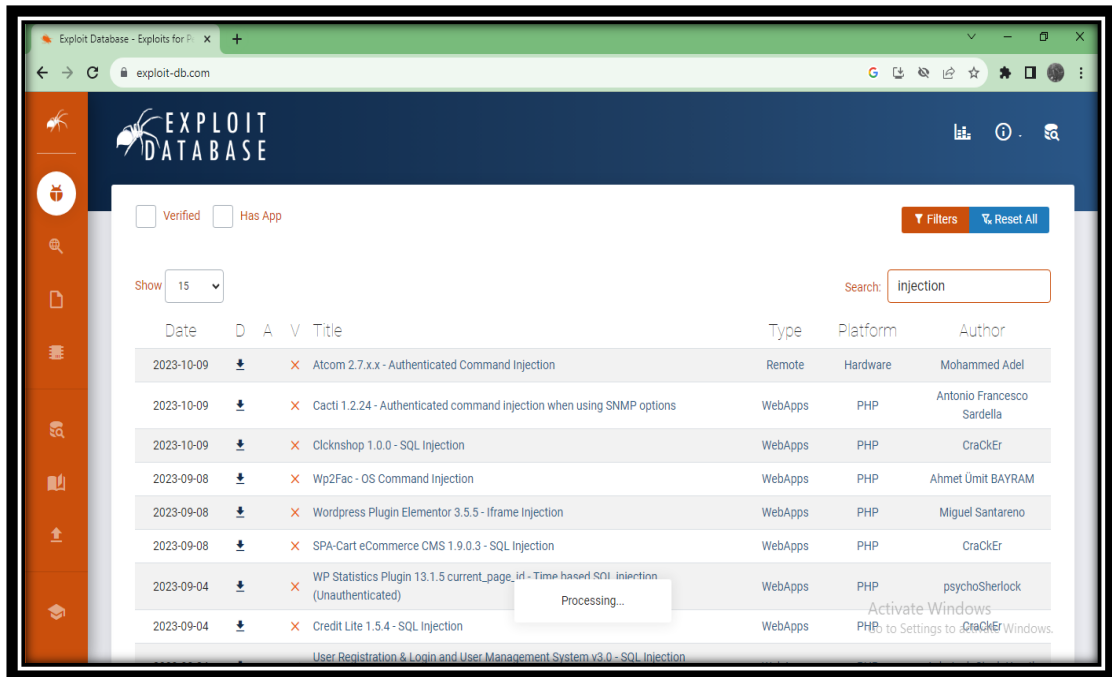 Exploit Database - Exploits for P
exploit-db.com
EXPLOIT
DATABASE
Verified Has App
Filters Reset All
Show 15 Search: injection
Date D A V Title Type Platform Author
2023-10-09 Atcom 2.7.x.x - Authenticated Command Injection Remote Hardware Mohammed Adel
2023-10-09 Cacti 1.2.24 - Authenticated command injection when using SNMP options WebApps PHP Antonio Francesco
Sardella
2023-10-09 Clcknshop 1.0.0 - SQL Injection WebApps PHP CraCkEr
2023-09-08 Wp2Fac - OS Command Injection WebApps PHP Ahmet Ümit BAYRAM
2023-09-08 Wordpress Plugin Elementor 3.5.5 - Iframe Injection WebApps PHP Miguel Santareno
2023-09-08 SPA-Cart eCommerce CMS 1.9.0.3 - SQL Injection WebApps PHP CraCkEr
2023-09-04 WP Statistics Plugin 13.1.5 current_page_id - Time based SQL injection
(Unauthenticated) WebApps PHP psychoSherlock
Processing...
Activate Windows
2023-09-04 Credit Lite 1.5.4 - SQL Injection WebApps PHP CraCkEr
Go to Settings to activate Windows.
User Registration & Login and User Management System v3.0 - SQL Injection